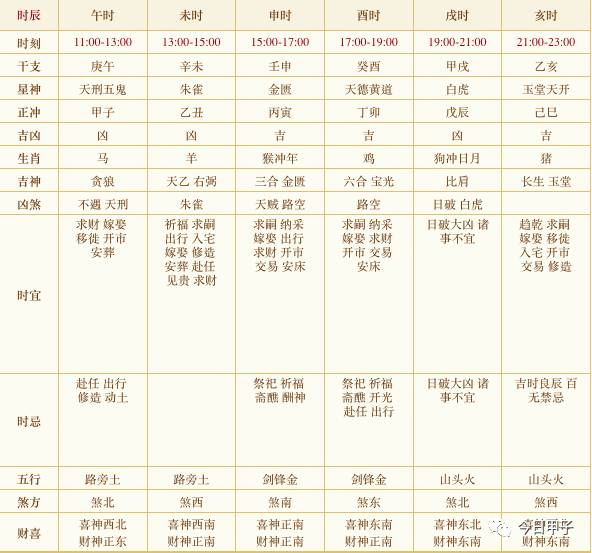 时辰 午时 未时 申时 酉时 戌时 亥时
时刻 11:00-13:00 13:00-15:00 15:00-17:00 17:00-19:00 19:00-21:00 21:00-23:00
干支 庚午 辛未 壬申 癸酉 甲戌 乙亥
星神 天刑五鬼 朱雀 金匮 天德黄道 白虎 玉堂天开
正冲 甲子 乙丑 丙寅 丁卯 戊辰 己巳
吉凶 凶 凶 吉 吉 凶 吉
生肖 马 羊 猴冲年 鸡 狗冲日月 猪
吉神 贪狼 天乙 右弼 三合 金匮 六合 宝光 比肩 长生 玉堂
凶煞 不遇 天刑 朱雀 天贼 路空 路空 日破 白虎
时宜
求财 嫁娶
移徙 开市
安葬
祈福 求嗣
出行 入宅
嫁娶 修造
安葬 赴任
见贵 求财
求嗣 纳采
嫁娶 出行
求财 开市
交易 安床
求嗣 纳采
嫁娶 求财
开市 交易
安床
日破大凶 诸
事不宜
趋乾 求嗣
嫁娶 移徙
入宅 开市
交易 修造
时忌
赴任 出行
修造 动土
祭祀 祈福
斋醮 酬神
祭祀 祈福
斋醮 开光
赴任 出行
日破大凶 诸
事不宜
吉时良辰 百
无禁忌
五行 路旁土 路旁土 剑锋金 剑锋金 山头火 山头火
煞方 煞北 煞西 煞南 煞东 煞北 煞西
财喜
喜神西北
财神正东
喜神西南
财神正南
喜神正南
财神正南
喜神东南
财神正南
喜神东北
财神东南
喜神西北
财神东南
今日甲子